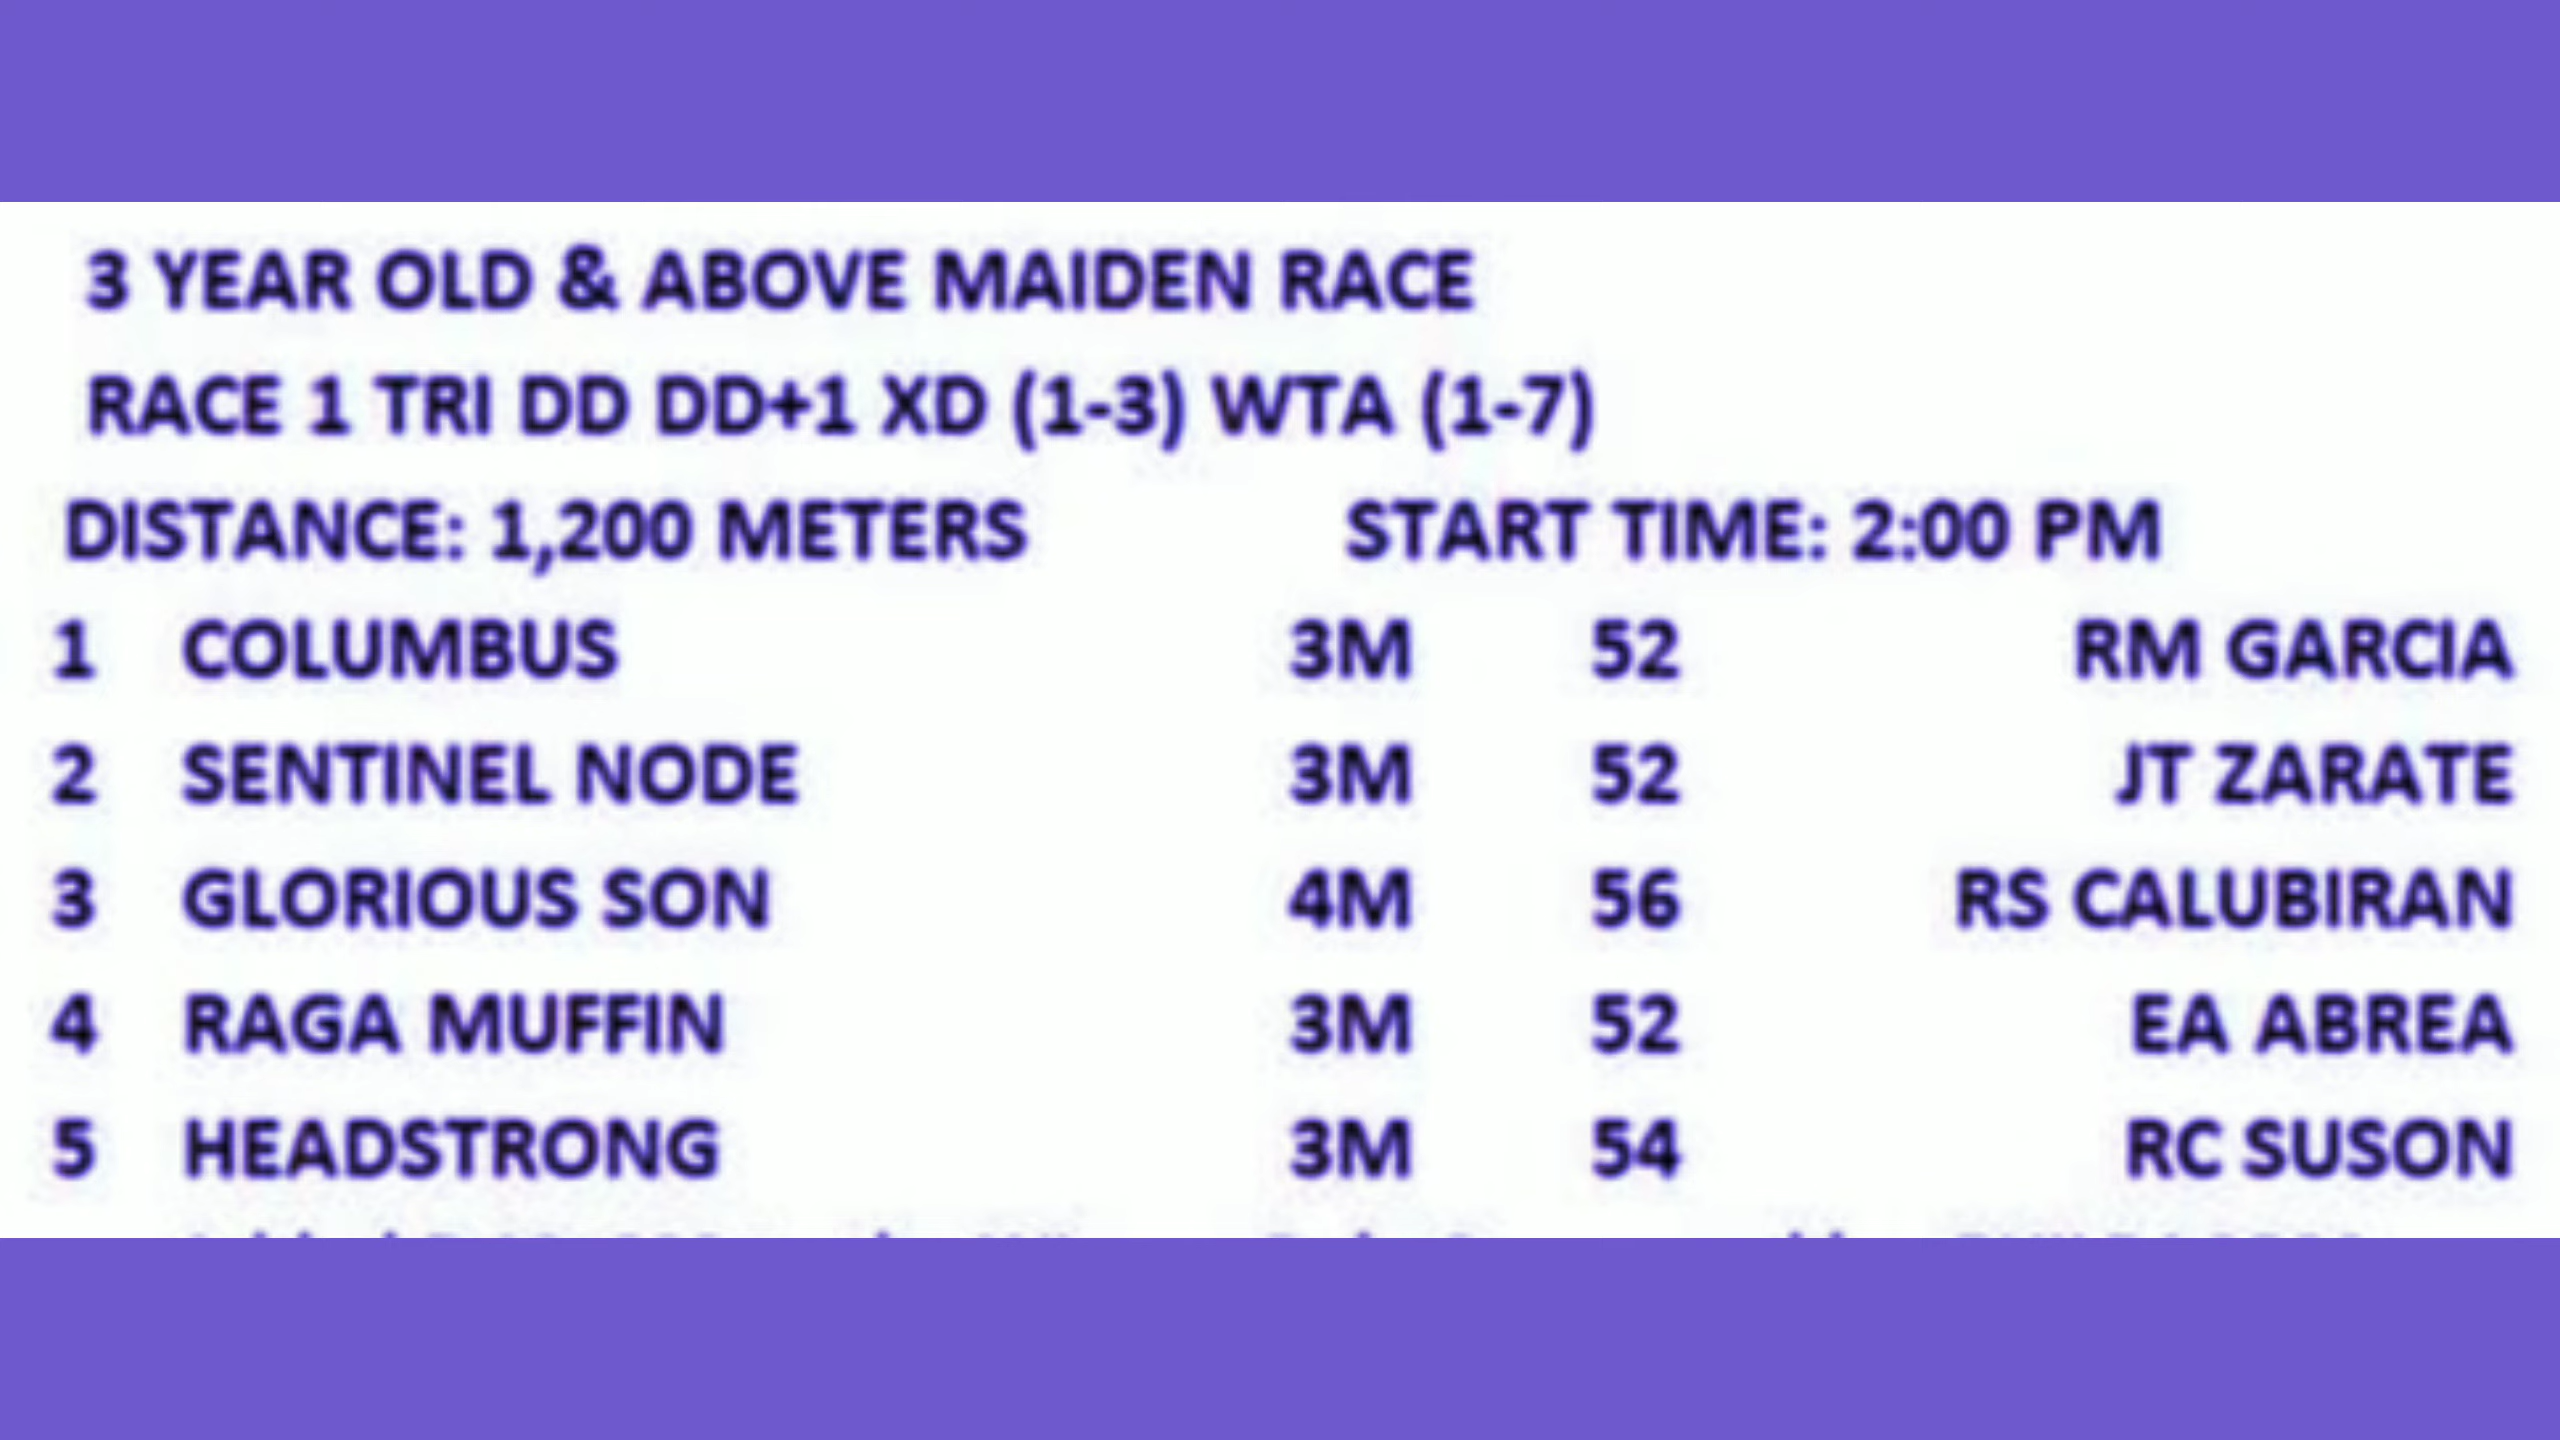 3 YEAR OLD & ABOVE MAIDEN RACE
RACE 1 TRI DD DD+1 XD (1-3) WTA (1-7)
DISTANCE: 1,200 METERS START TIME: 2:00 PM
1 COLUMBUS 3M 52 RM GARCIA
2 SENTINEL NODE 3M 52 JT ZARATE
3 GLORIOUS SON 4M 56 RS CALUBIRAN
4 RAGA MUFFIN 3M 52 EA ABREA
5 HEADSTRONG 3M 54 RC SUSON